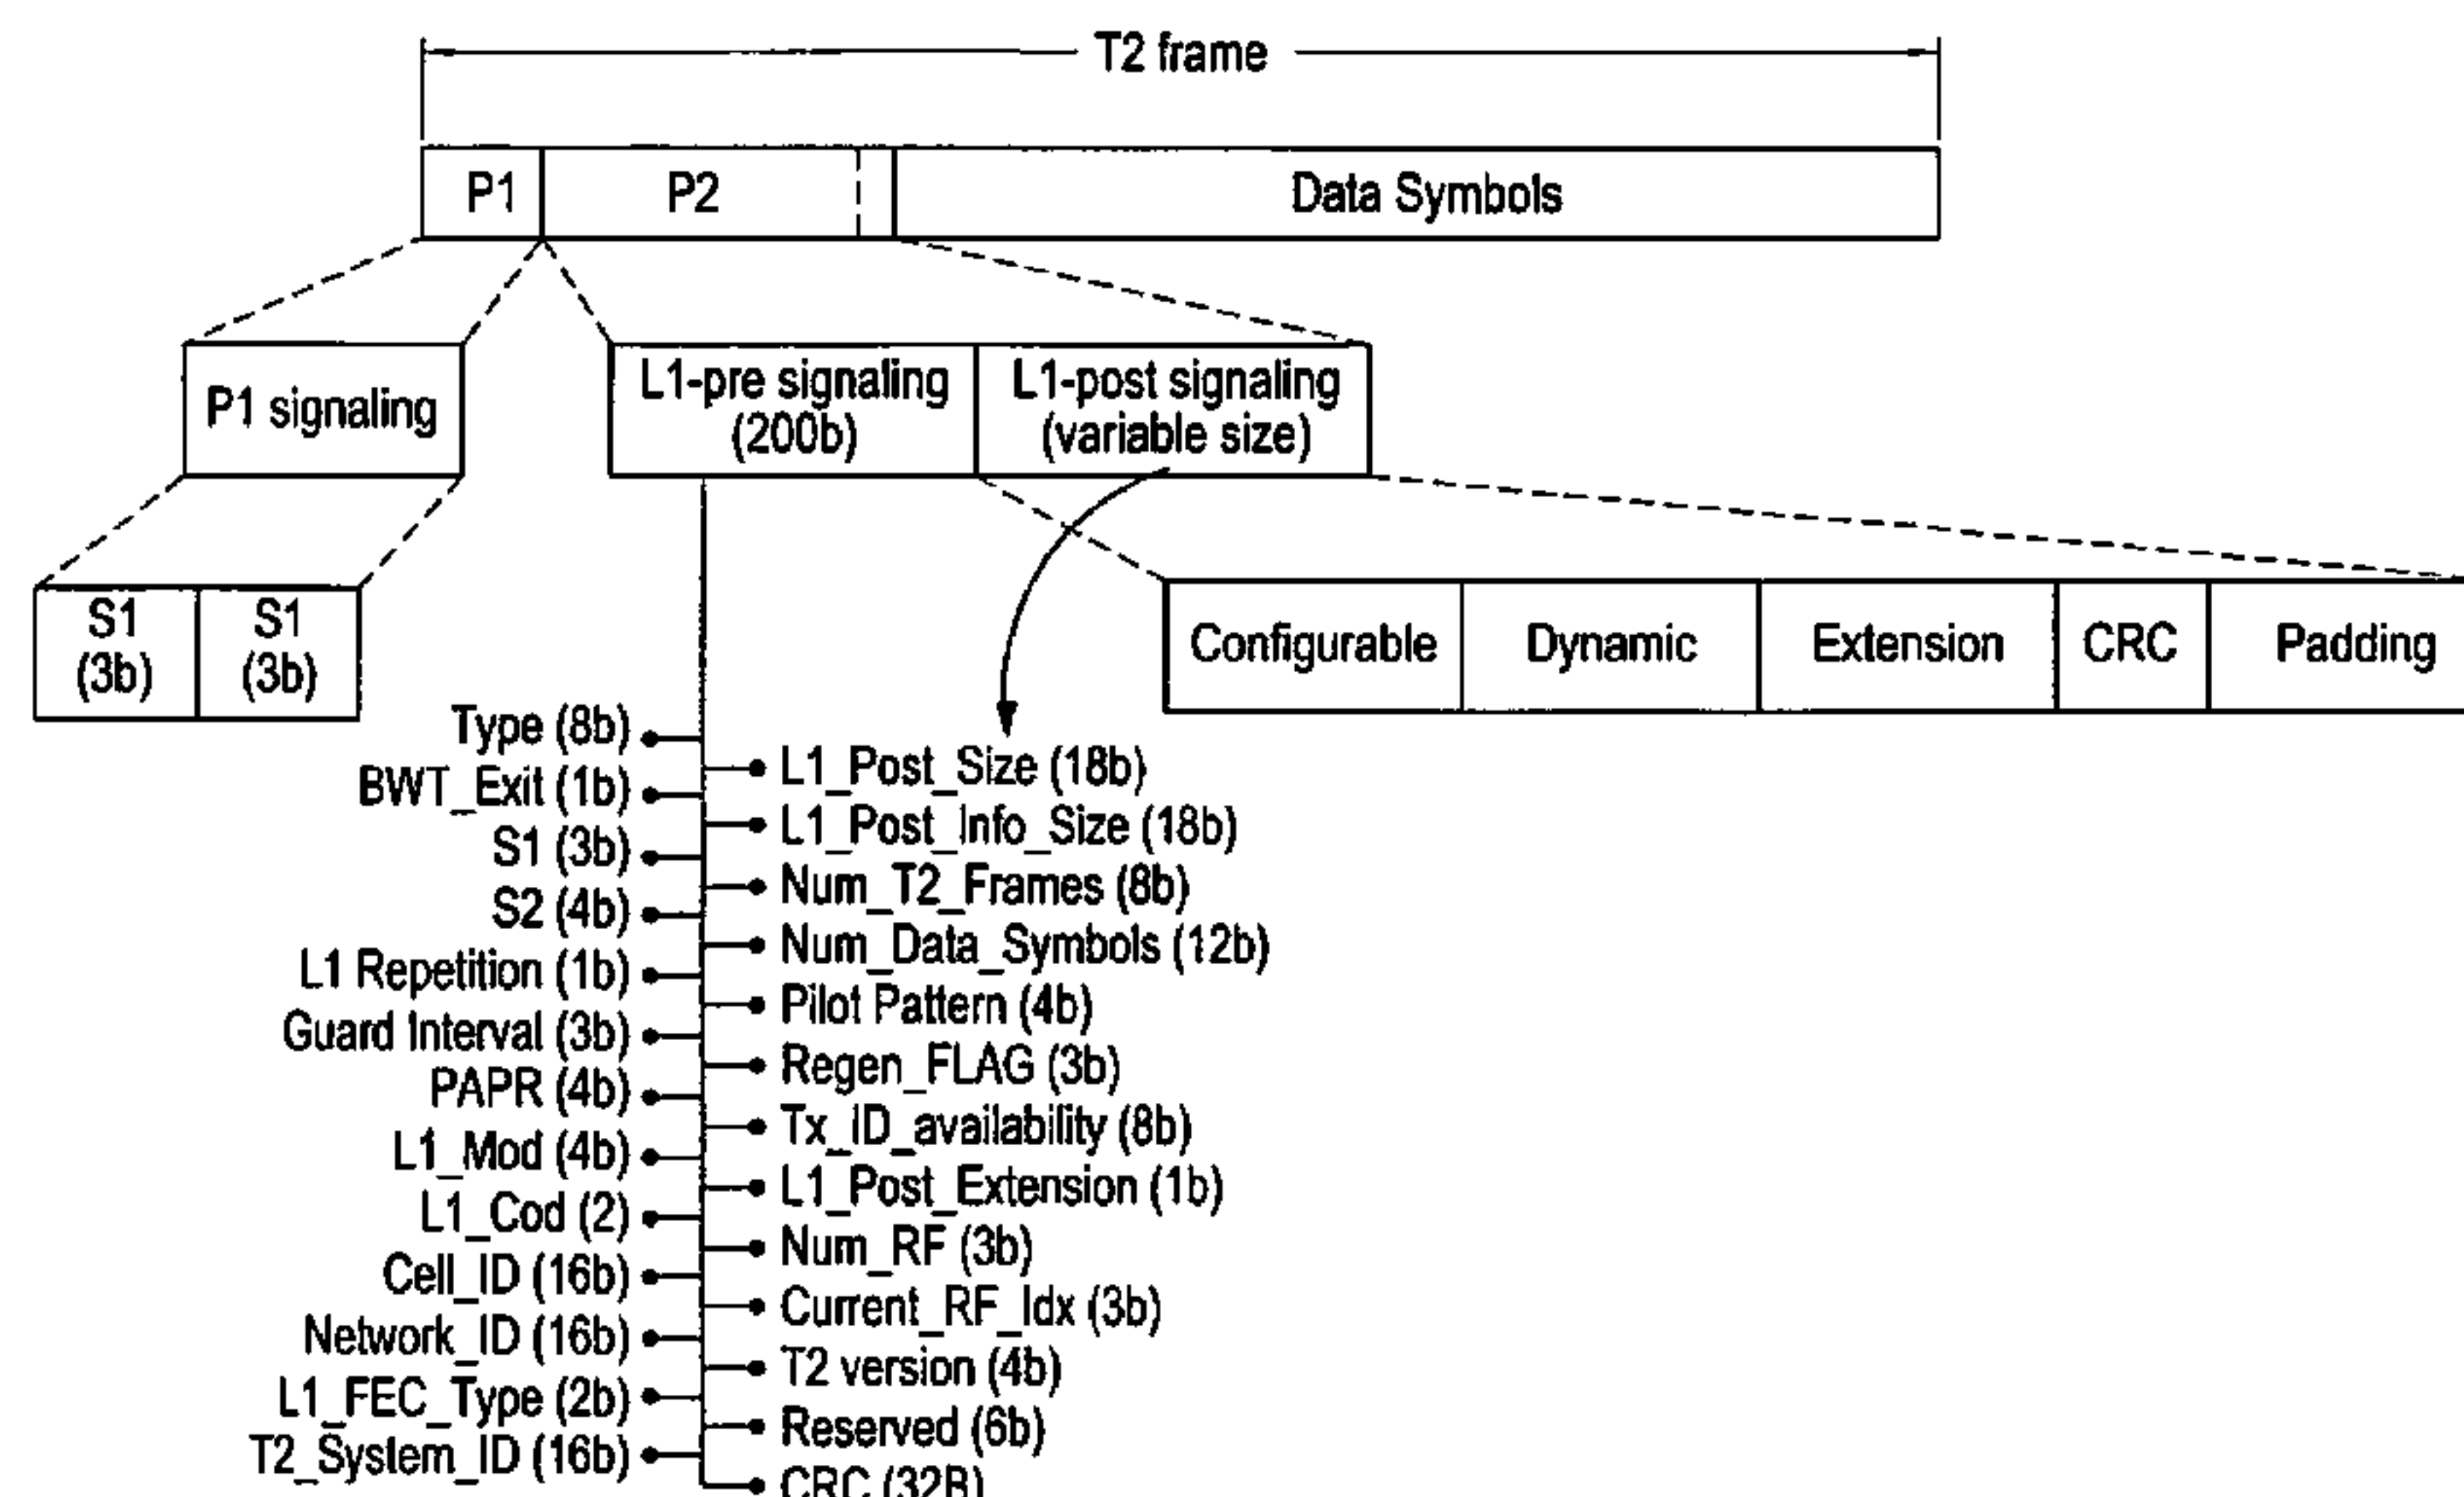 T2 frame
P1
P2
Data Symbols
P1 signaling
L1-pre signaling
(200b)
L1-post signaling
(variable size)
S1
(3b)
S1
(3b)
Configurable
Dynamic
Extension
CRC
Padding
Type (8b)
BWT_Exit (1b)
S1 (3b)
S2 (4b)
L1 Repetition (1b)
Guard Interval (3b)
PAPR (4b)
L1_Mod (4b)
L1_Cod (2)
Cell_ID (16b)
Network_ID (16b)
L1_FEC_Type (2b)
T2_System_ID (16b)
L1_Post_Size (18b)
L1_Post_Info_Size (18b)
Num_T2_Frames (8b)
Num_Data_Symbols (12b)
Pilot Pattern (4b)
Regen_FLAG (3b)
Tx_ID_availability (8b)
L1_Post_Extension (1b)
Num_RF (3b)
Current_RF_Idx (3b)
T2 version (4b)
Reserved (6b)
CRC (32B)